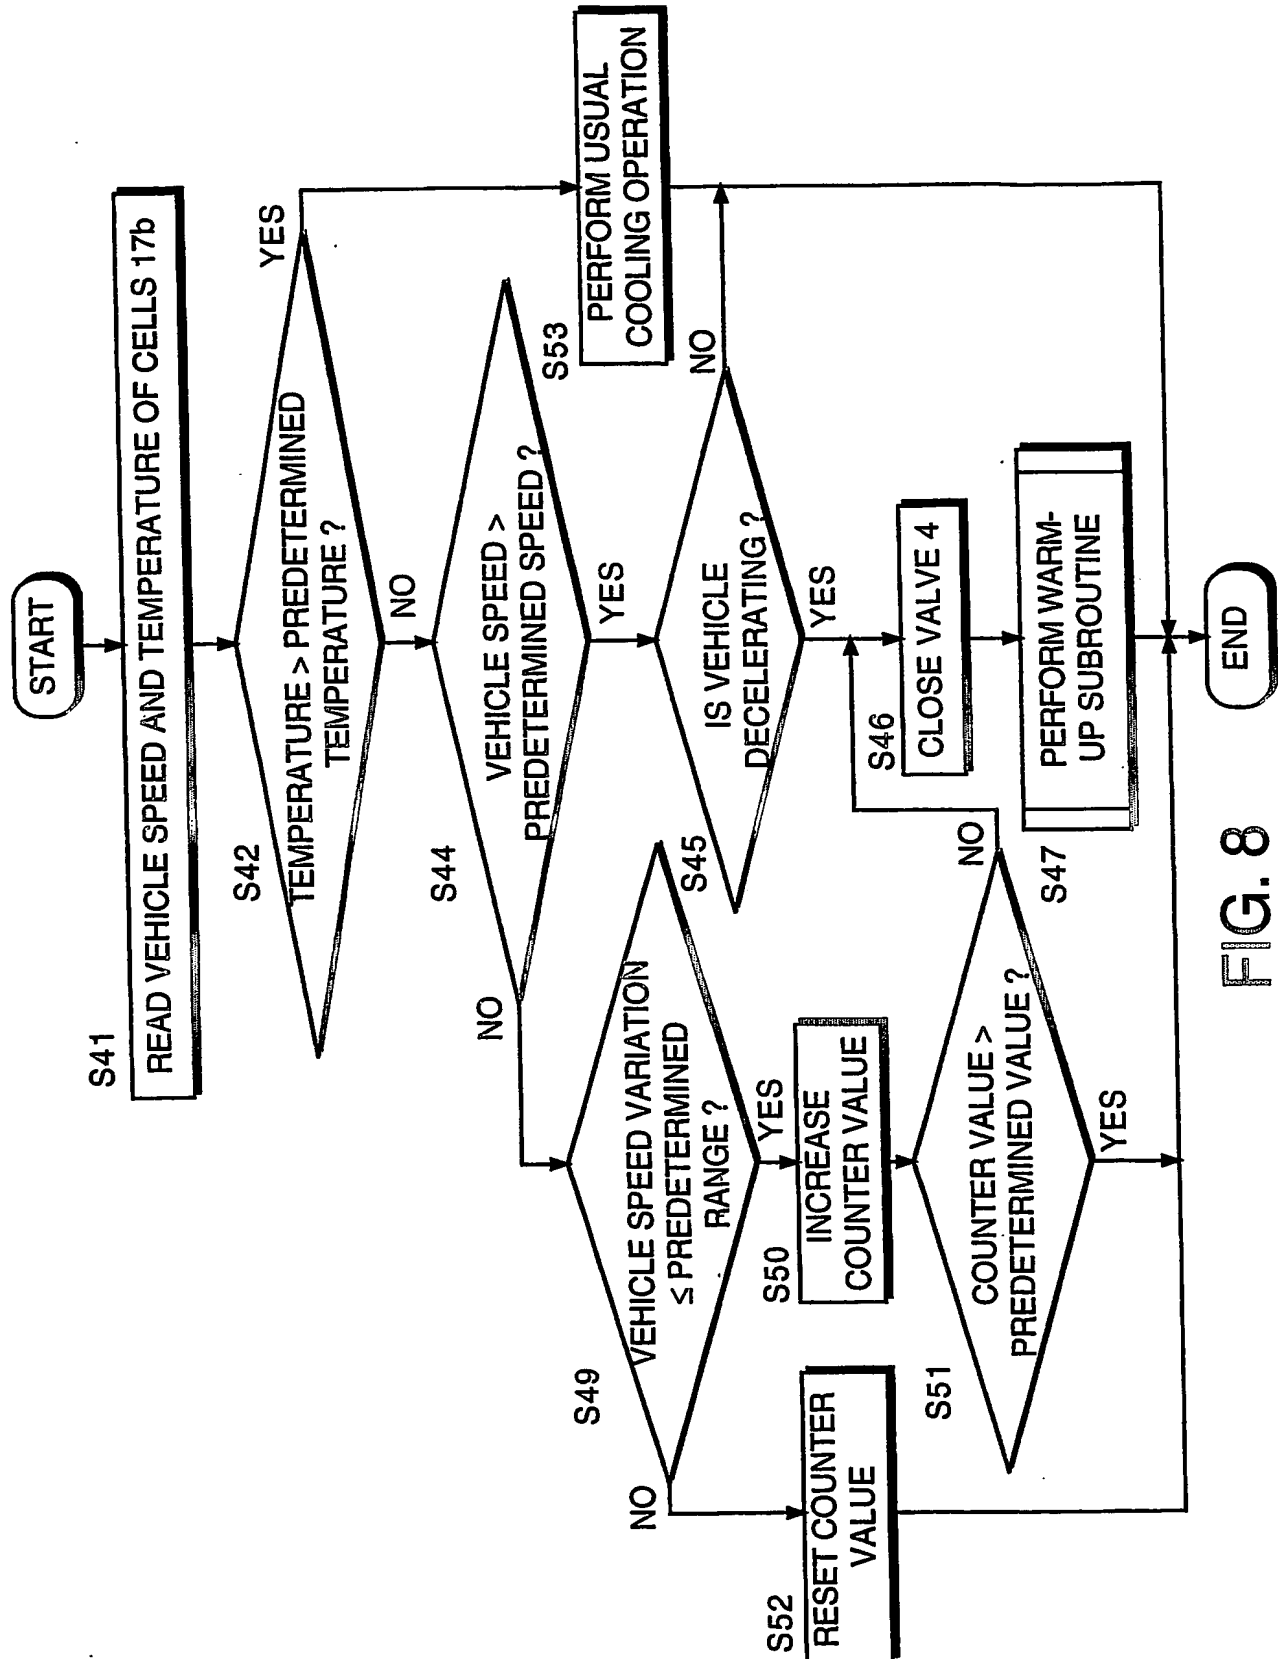 START
S41
READ VEHICLE SPEED AND TEMPERATURE OF CELLS 17b
S42
TEMPERATURE > PREDETERMINED
TEMPERATURE ?
YES
NO
S44
VEHICLE SPEED >
PREDETERMINED SPEED ?
NO
YES
S53
PERFORM USUAL
COOLING OPERATION
S49
VEHICLE SPEED VARIATION
≤ PREDETERMINED
RANGE ?
NO
YES
S45
IS VEHICLE
DECELERATING ?
NO
YES
S52
RESET COUNTER
VALUE
S50
INCREASE
COUNTER VALUE
S46
CLOSE VALVE 4
S51
COUNTER VALUE >
PREDETERMINED VALUE ?
NO
YES
S47
PERFORM WARM-
UP SUBROUTINE
END
FIG. 8